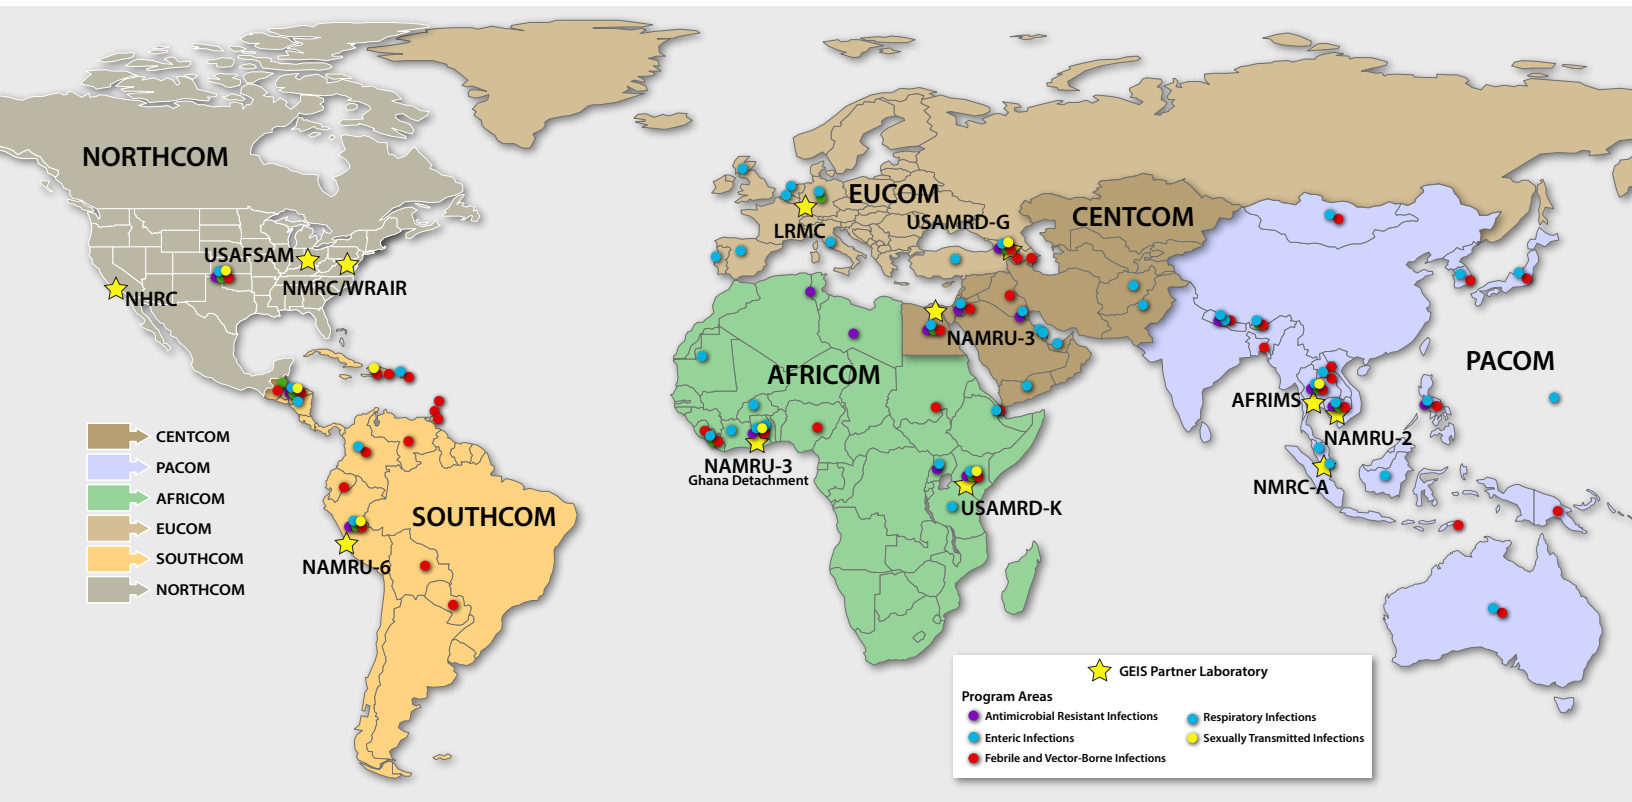 NORTHCOM
EUCOM
USAMRD-G
CENTCOM
LRMC
USAFSAM
NMRC/WRAIR
NHRC
NAMRU-3
PACOM
AFRICOM
AFRIMS
NAMRU-2
CENTCOM
PACOM
AFRICOM
EUCOM
SOUTHCOM
NORTHCOM
NAMRU-3
Ghana Detachment
NMRC-A
USAMRD-K
SOUTHCOM
NAMRU-6
GEIS Partner Laboratory
Program Areas
Antimicrobial Resistant Infections
Enteric Infections
Febrile and Vector-Borne Infections
Respiratory Infections
Sexually Transmitted Infections